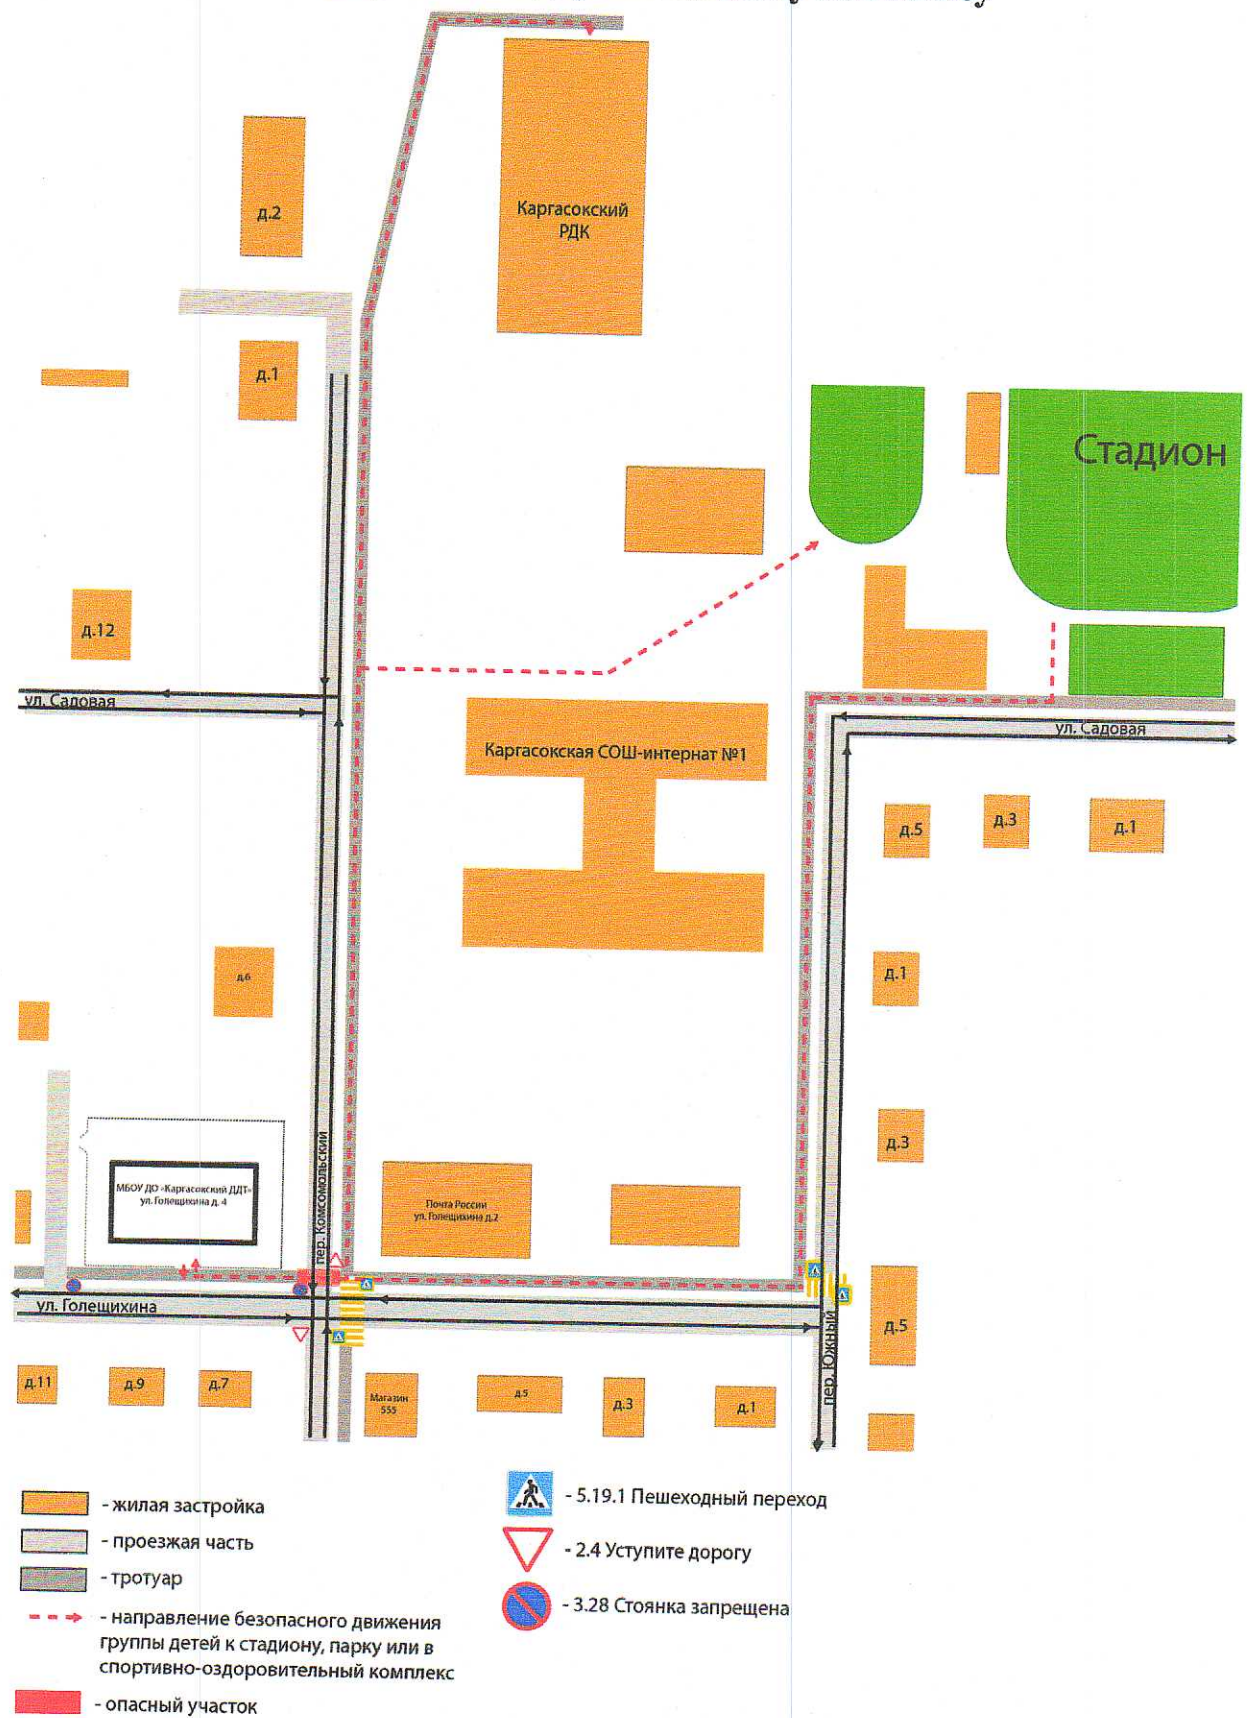 д.2
Каргасокский
РДК
д.1
Стадион
д.12
ул. Садовая
Каргасокская СОШ-интернат №1
ул. Садовая
д.5
д.3
д.1
д.6
д.1
д.3
пер. Комсомольский
МБОУ ДО «Каргасокский ДДТ»
ул. Голещихина д. 4
Почта России
ул. Голещихина д.2
ул. Голещихина
д.5
пер. Южный
д.11
д.9
д.7
Магазин
555
д.5
д.3
д.1
- жилая застройка
- проезжая часть
- тротуар
- направление безопасного движения
группы детей к стадиону, парку или в
спортивно-оздоровительный комплекс
- опасный участок
- 5.19.1 Пешеходный переход
- 2.4 Уступите дорогу
- 3.28 Стоянка запрещена